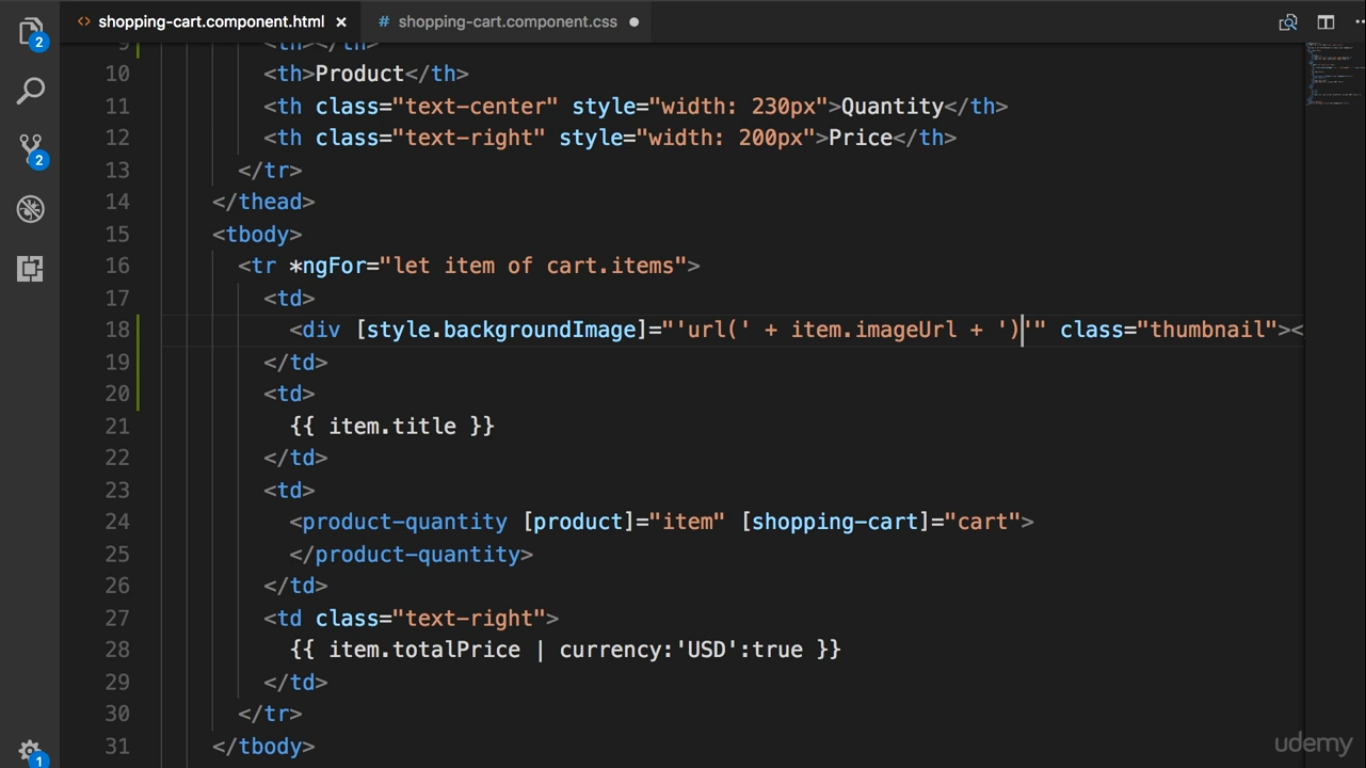 <> shopping-cart.component.html × # shopping-cart.component.css ●
9 <th></th>
10 <th>Product</th>
11 <th class="text-center" style="width: 230px">Quantity</th>
12 <th class="text-right" style="width: 200px">Price</th>
13 </tr>
14 </thead>
15 <tbody>
16 <tr *ngFor="let item of cart.items">
17 <td>
18 <div [style.backgroundImage]="'url(' + item.imageUrl + ')'" class="thumbnail"><
19 </td>
20 <td>
21 {{ item.title }}
22 </td>
23 <td>
24 <product-quantity [product]="item" [shopping-cart]="cart">
25 </product-quantity>
26 </td>
27 <td class="text-right">
28 {{ item.totalPrice | currency:'USD':true }}
29 </td>
30 </tr>
31 </tbody>
2
2
1
udemy